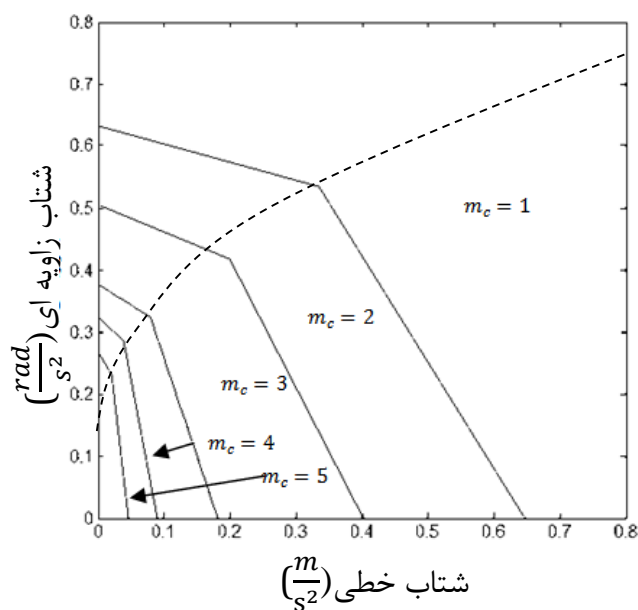 0.8
0.7
0.6
0.5
0.4
0.3
0.2
0.1
0
شتاب زاویه ای(rad/s²)
m_c = 1
m_c = 2
m_c = 3
m_c = 4
m_c = 5
0 0.1 0.2 0.3 0.4 0.5 0.6 0.7 0.8
شتاب خطی(m/s²)